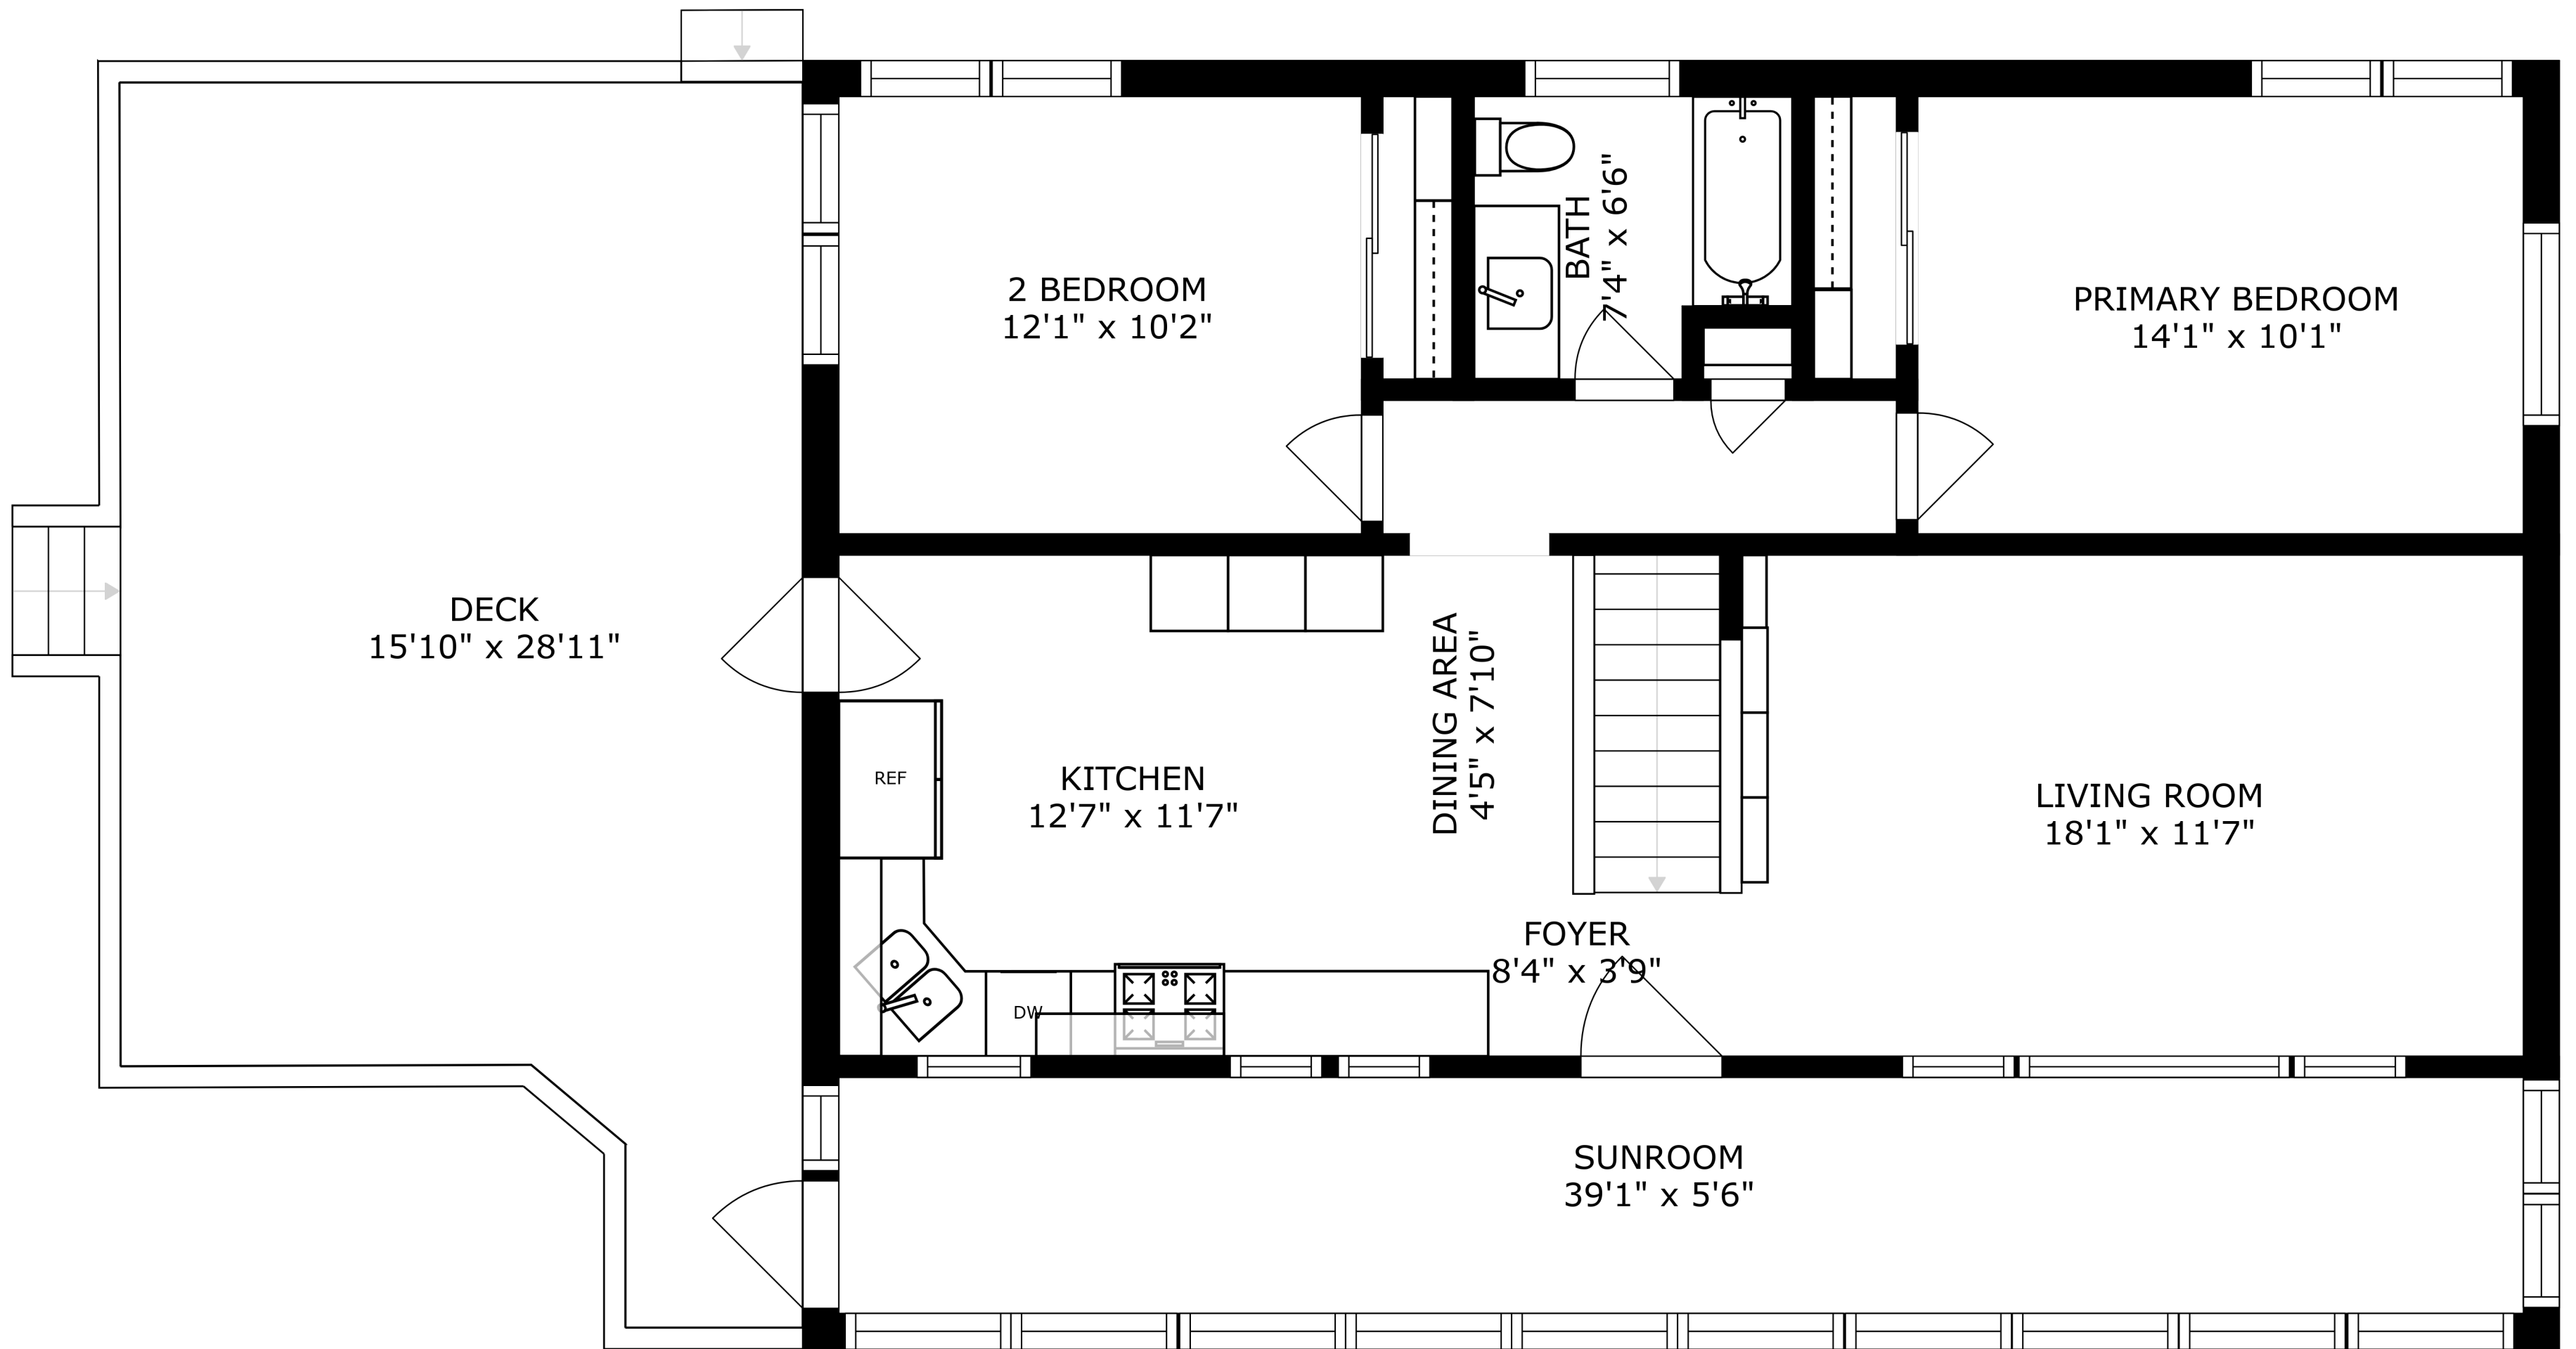 2 BEDROOM
12'1" x 10'2"
BATH
7'4" x 6'6"
PRIMARY BEDROOM
14'1" x 10'1"
DECK
15'10" x 28'11"
REF
KITCHEN
12'7" x 11'7"
DINING AREA
4'5" x 7'10"
LIVING ROOM
18'1" x 11'7"
FOYER
8'4" x 3'9"
DW
SUNROOM
39'1" x 5'6"